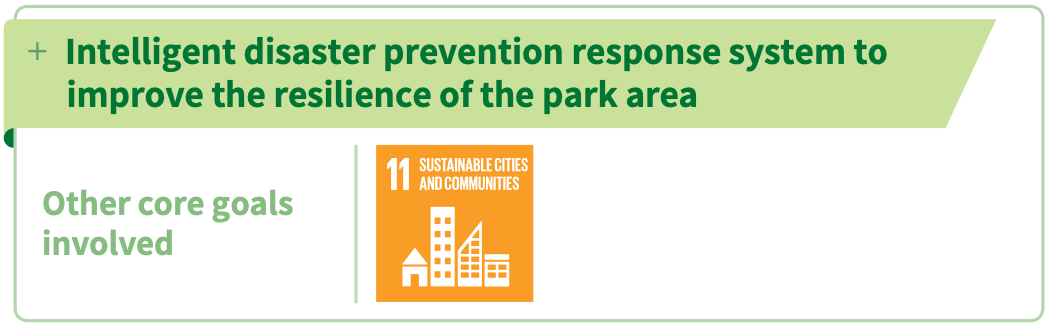 + Intelligent disaster prevention response system to
improve the resilience of the park area
Other core goals
involved
11 SUSTAINABLE CITIES
AND COMMUNITIES